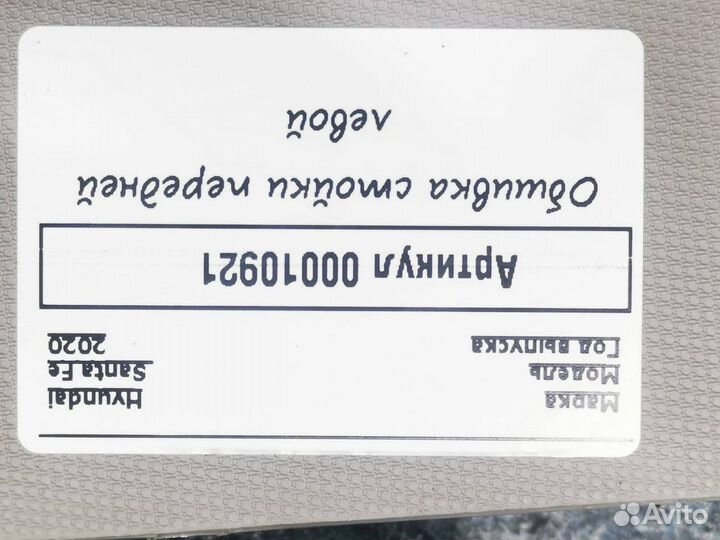 Марка Hyundai
Модель Santa Fe
Год выпуска 2020
Артикул 00010921
Обшивка стойки передней
левой
Avito